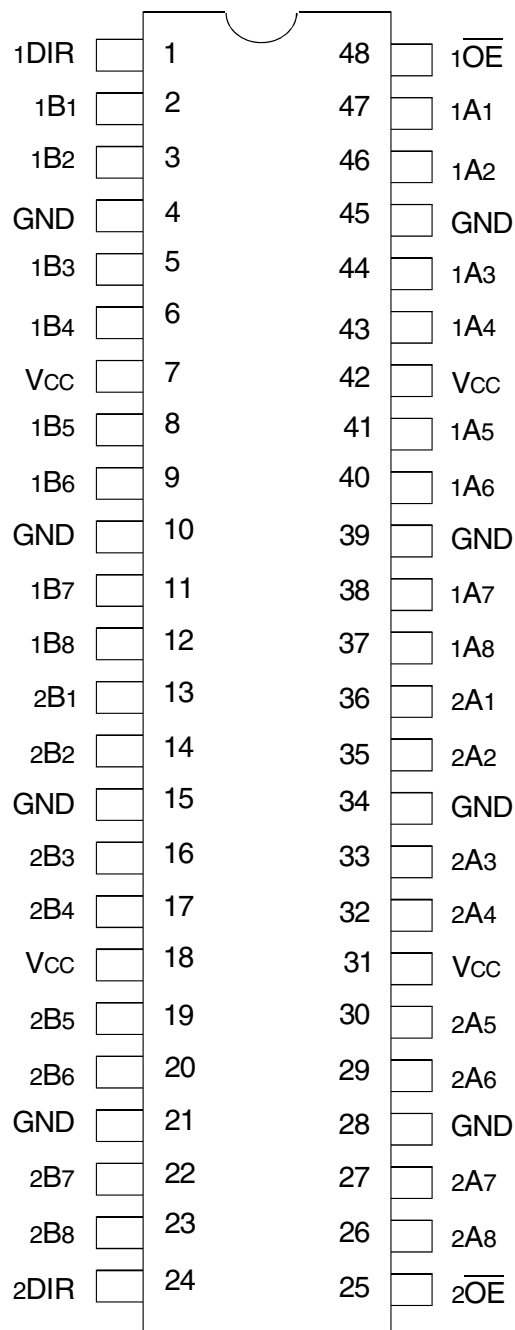 1DIR 1 48 1O̅E̅
1B1 2 47 1A1
1B2 3 46 1A2
GND 4 45 GND
1B3 5 44 1A3
1B4 6 43 1A4
VCC 7 42 VCC
1B5 8 41 1A5
1B6 9 40 1A6
GND 10 39 GND
1B7 11 38 1A7
1B8 12 37 1A8
2B1 13 36 2A1
2B2 14 35 2A2
GND 15 34 GND
2B3 16 33 2A3
2B4 17 32 2A4
VCC 18 31 VCC
2B5 19 30 2A5
2B6 20 29 2A6
GND 21 28 GND
2B7 22 27 2A7
2B8 23 26 2A8
2DIR 24 25 2O̅E̅